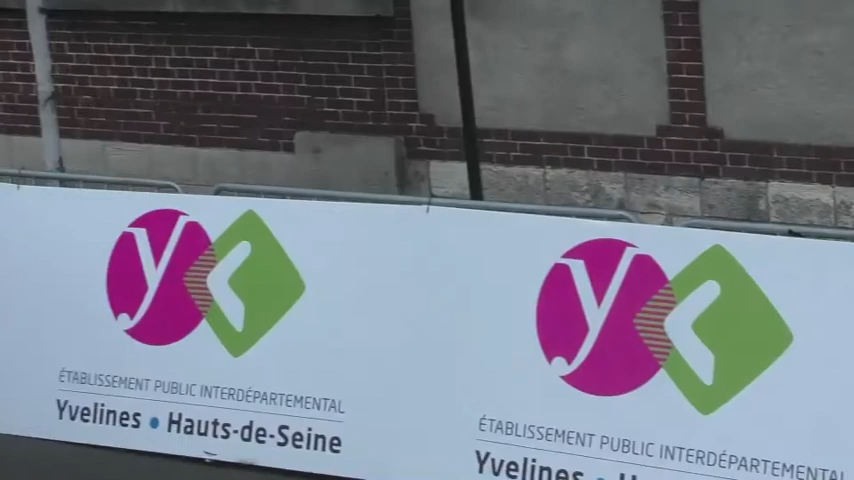 y
ÉTABLISSEMENT PUBLIC INTERDÉPARTEMENTAL
Yvelines • Hauts-de-Seine
y
ÉTABLISSEMENT PUBLIC INTERDÉPARTEMENTAL
Yvelines •